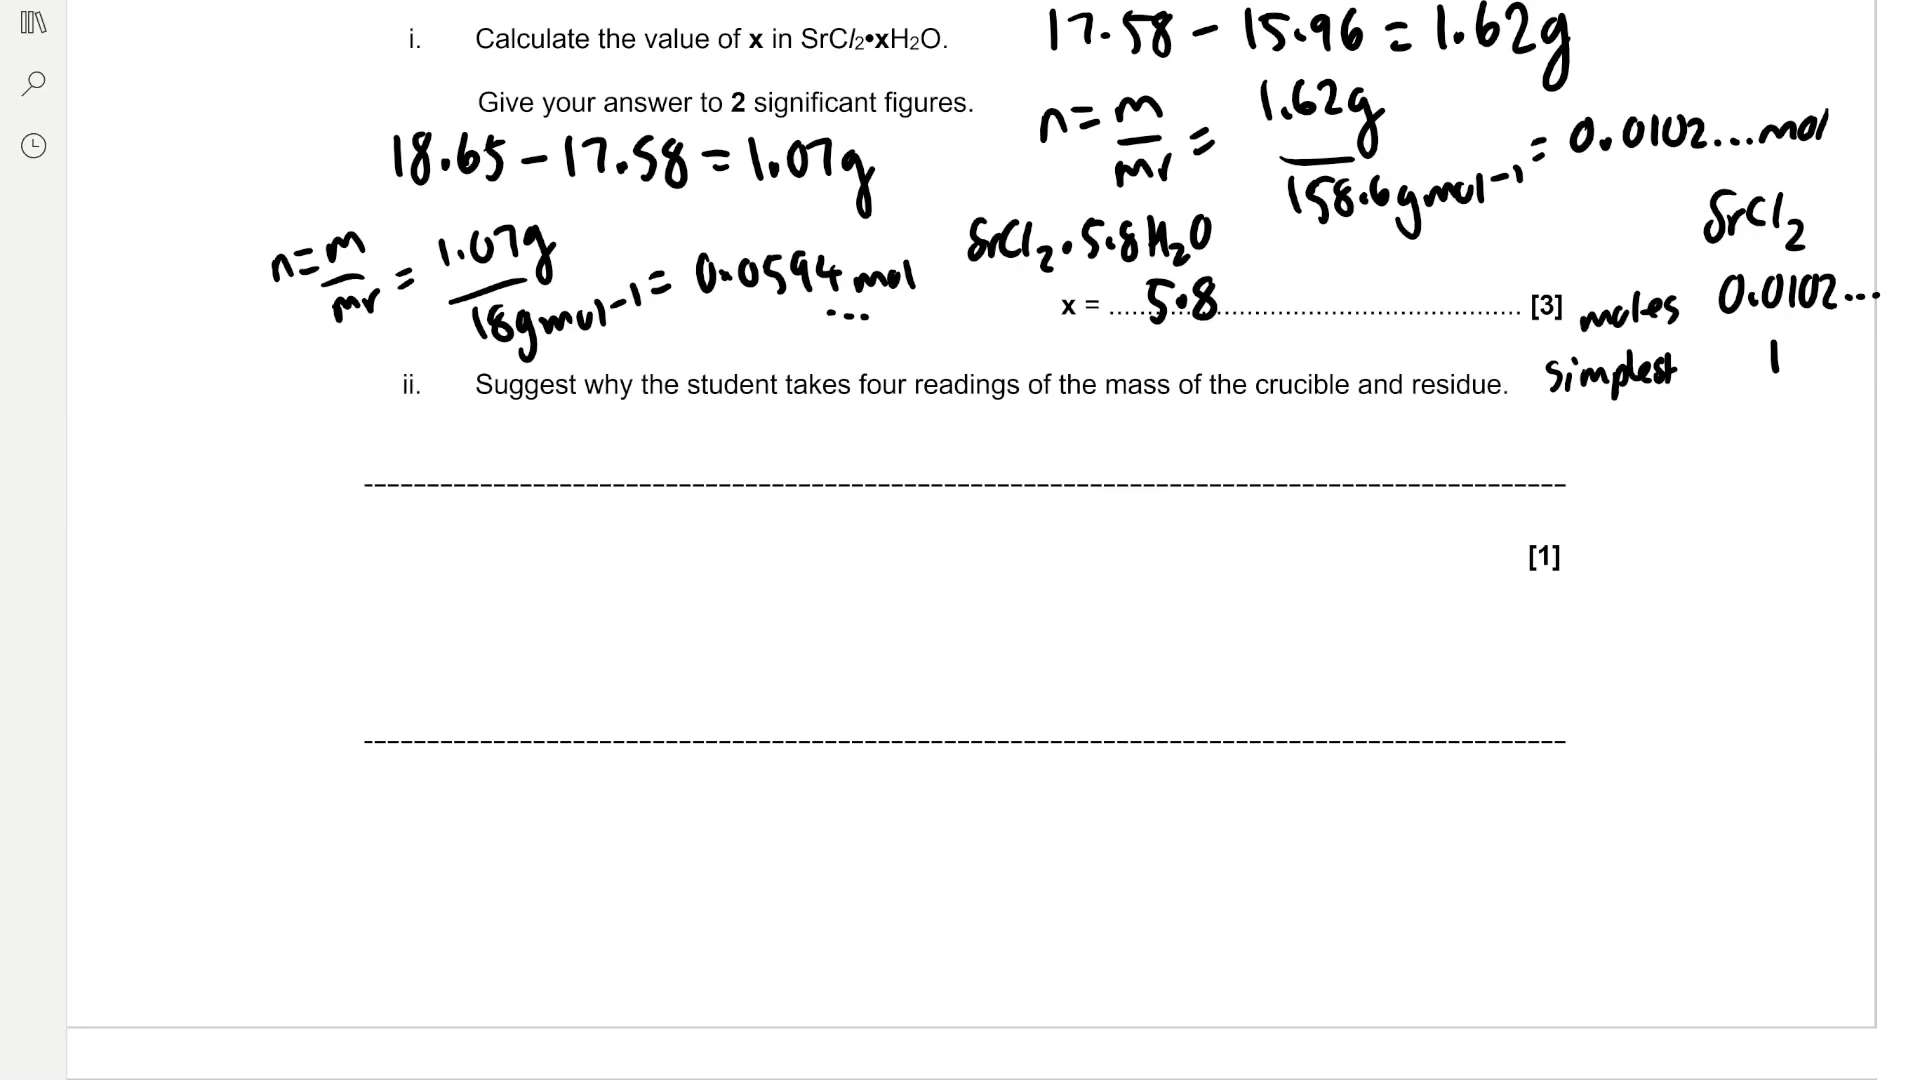 i. Calculate the value of x in SrCl2•xH2O.
17.58 - 15.96 = 1.62g
Give your answer to 2 significant figures.
n = m/mr = 1.62g/158.6gmol-1 = 0.0102...mol
18.65 - 17.58 = 1.07g
n = m/mr = 1.07g/18gmol-1 = 0.0594...mol
SrCl2.5.8H2O
SrCl2
x = ......5.8...... [3]
moles 0.0102...
simplest 1
ii. Suggest why the student takes four readings of the mass of the crucible and residue.
[1]